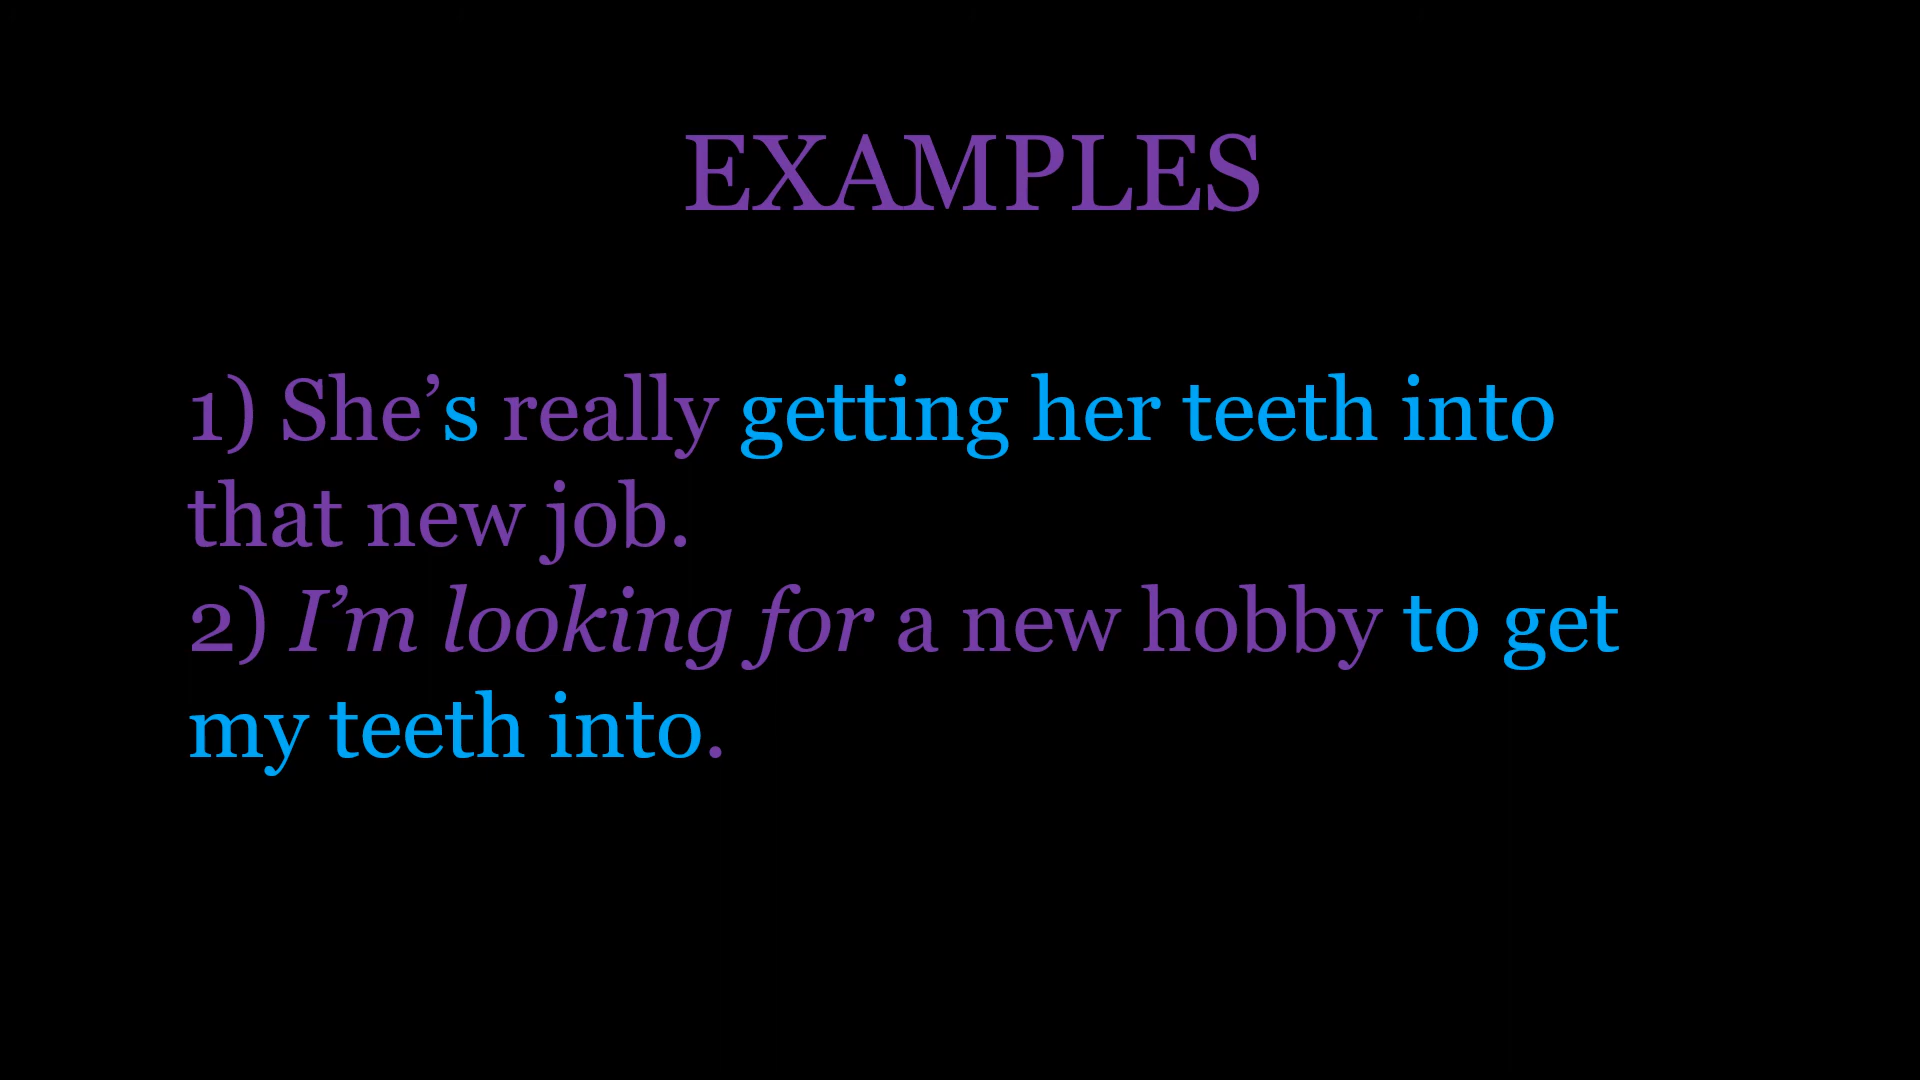 EXAMPLES
1) She’s really getting her teeth into
that new job.
2) I’m looking for a new hobby to get
my teeth into.